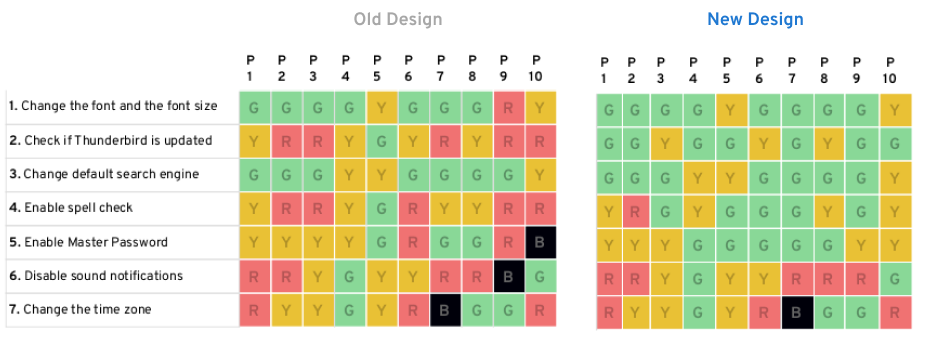 Old Design New Design
P P P P P P P P P P P P P P P P P P P P
1 2 3 4 5 6 7 8 9 10 1 2 3 4 5 6 7 8 9 10
1. Change the font and the font size G G G G Y G G G R Y G G G G Y G G G G Y
2. Check if Thunderbird is updated Y R R Y G Y R Y R R G G Y G G Y G Y G G
3. Change default search engine G G G Y Y G G G G Y G G G Y Y G G G G Y
4. Enable spell check Y R R Y G R Y Y R R Y R G Y G G G Y G Y
5. Enable Master Password Y Y Y Y G R G G R B Y Y Y G G G G G Y Y
6. Disable sound notifications R R Y G Y Y R R B G R R Y G Y Y R R R G
7. Change the time zone R Y Y G Y R B G G R R Y Y G Y R B G G R